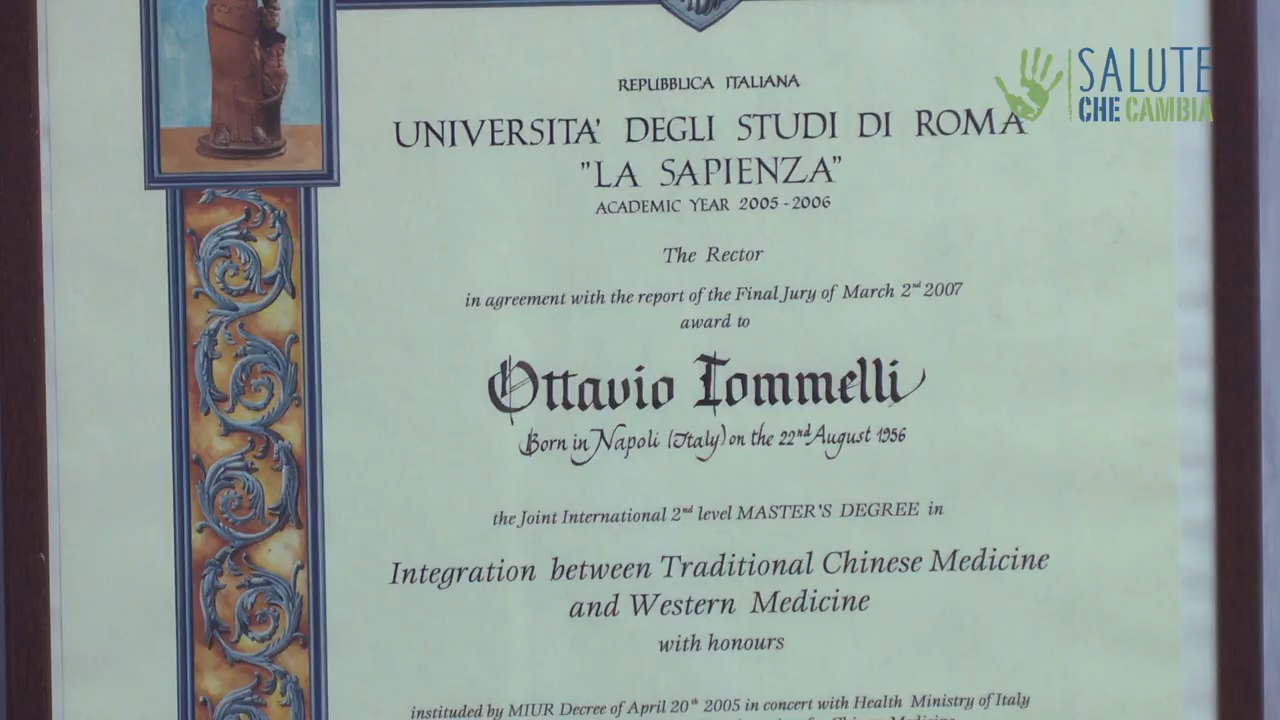 SALUTE
CHE CAMBIA
REPUBBLICA ITALIANA
UNIVERSITA' DEGLI STUDI DI ROMA
"LA SAPIENZA"
ACADEMIC YEAR 2005-2006
The Rector
in agreement with the report of the Final Jury of March 2nd 2007
award to
Ottavio Iommelli
Born in Napoli (Italy) on the 22nd August 1956
the Joint International 2nd level MASTER'S DEGREE in
Integration between Traditional Chinese Medicine
and Western Medicine
with honours
instituded by MIUR Decree of April 20th 2005 in concert with Health Ministry of Italy
Chinese Medicine